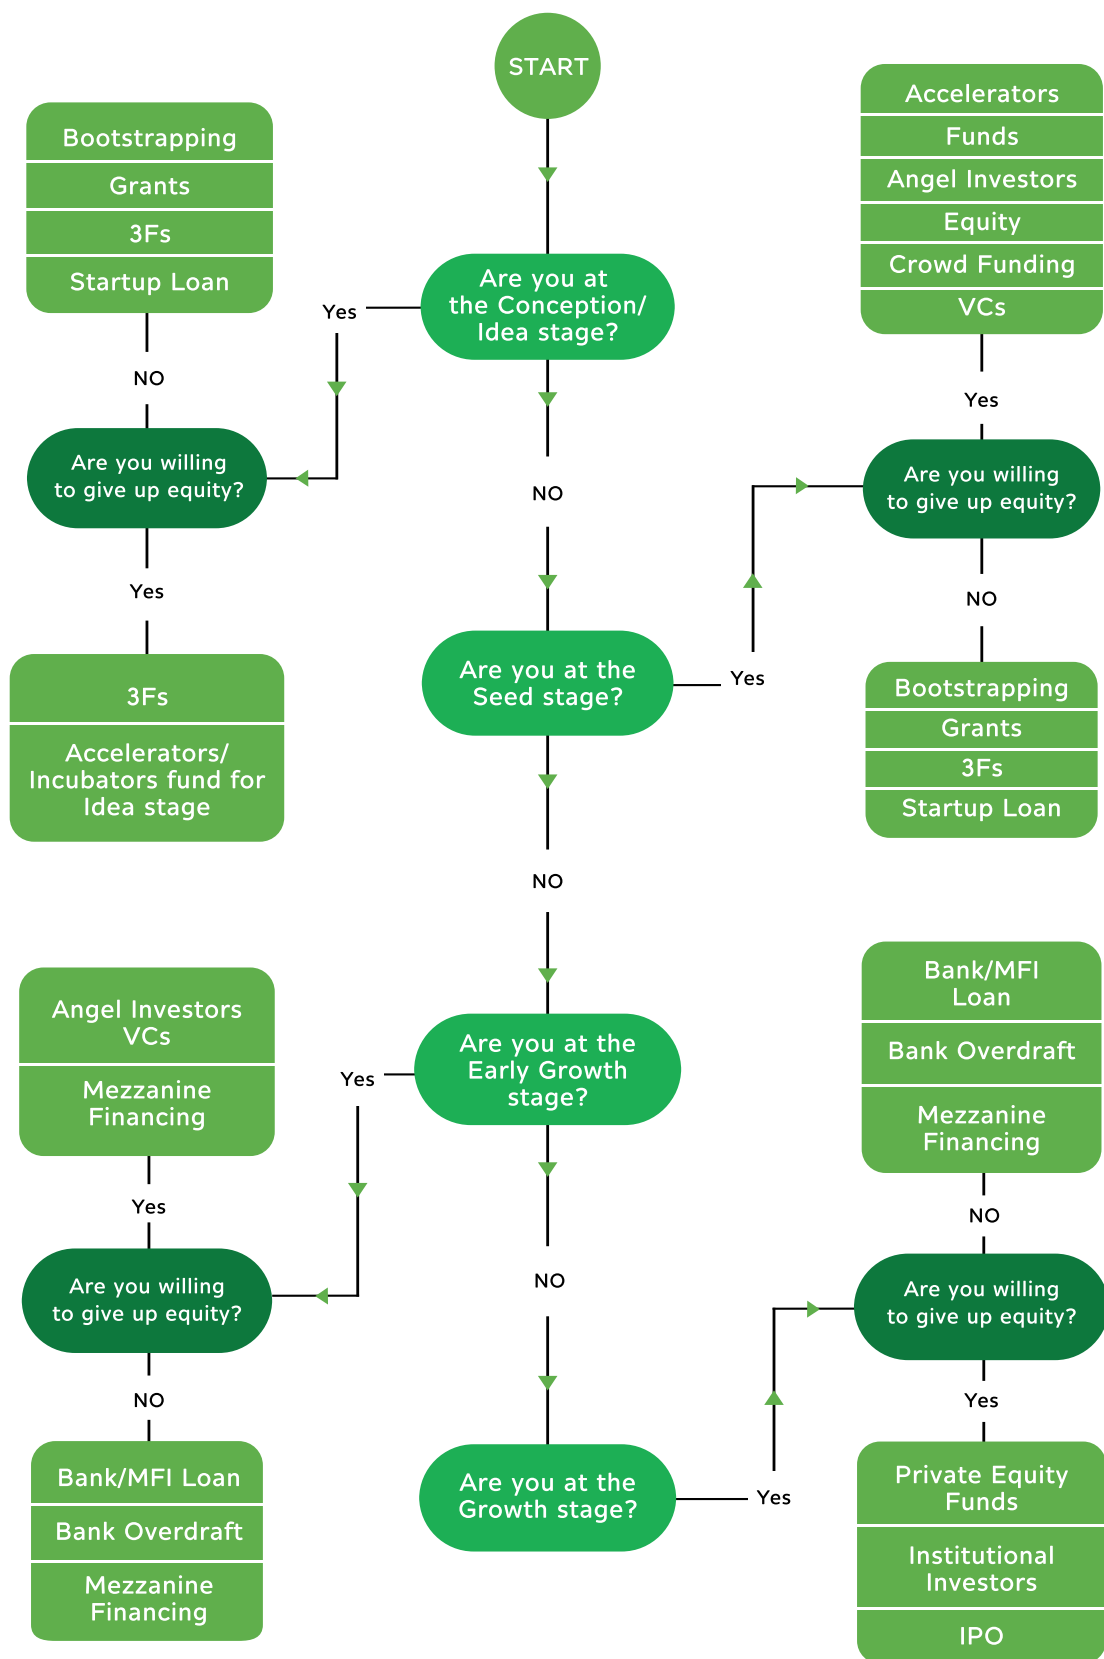 START
Bootstrapping
Grants
3Fs
Startup Loan
NO
Are you willing
to give up equity?
Yes
3Fs
Accelerators/
Incubators fund for
Idea stage
Are you at
the Conception/
Idea stage?
Yes
NO
Accelerators
Funds
Angel Investors
Equity
Crowd Funding
VCs
Yes
Are you willing
to give up equity?
NO
Bootstrapping
Grants
3Fs
Startup Loan
Are you at the
Seed stage?
Yes
NO
Angel Investors
VCs
Mezzanine
Financing
Yes
Are you willing
to give up equity?
NO
Bank/MFI Loan
Bank Overdraft
Mezzanine
Financing
Are you at the
Early Growth
stage?
Yes
NO
Bank/MFI
Loan
Bank Overdraft
Mezzanine
Financing
NO
Are you willing
to give up equity?
Yes
Private Equity
Funds
Institutional
Investors
IPO
Are you at the
Growth stage?
Yes